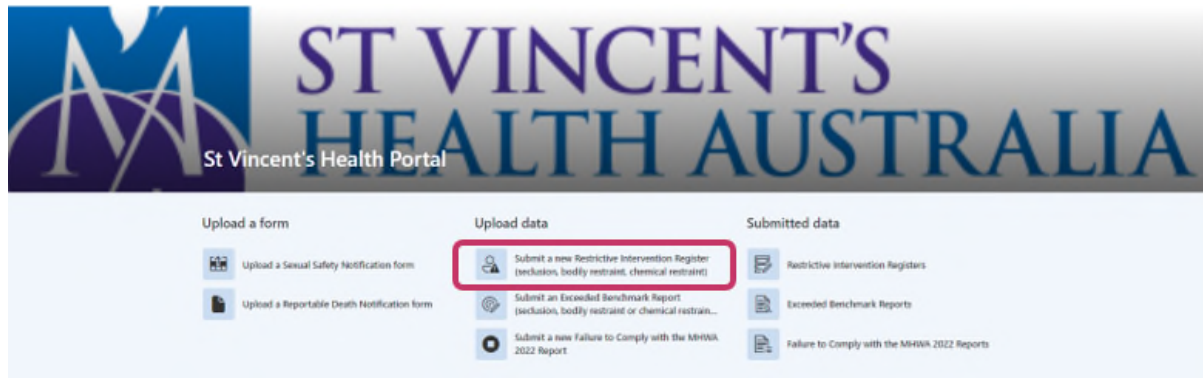 ST VINCENT'S
HEALTH AUSTRALIA
St Vincent's Health Portal
Upload a form
Upload a Sexual Safety Notification form
Upload a Reportable Death Notification form
Upload data
Submit a new Restrictive Intervention Register
(seclusion, bodily restraint, chemical restraint)
Submit an Exceeded Benchmark Report
(seclusion, bodily restraint or chemical restrain...
Submit a new Failure to Comply with the MHWA
2022 Report
Submitted data
Restrictive Intervention Registers
Exceeded Benchmark Reports
Failure to Comply with the MHWA 2022 Reports